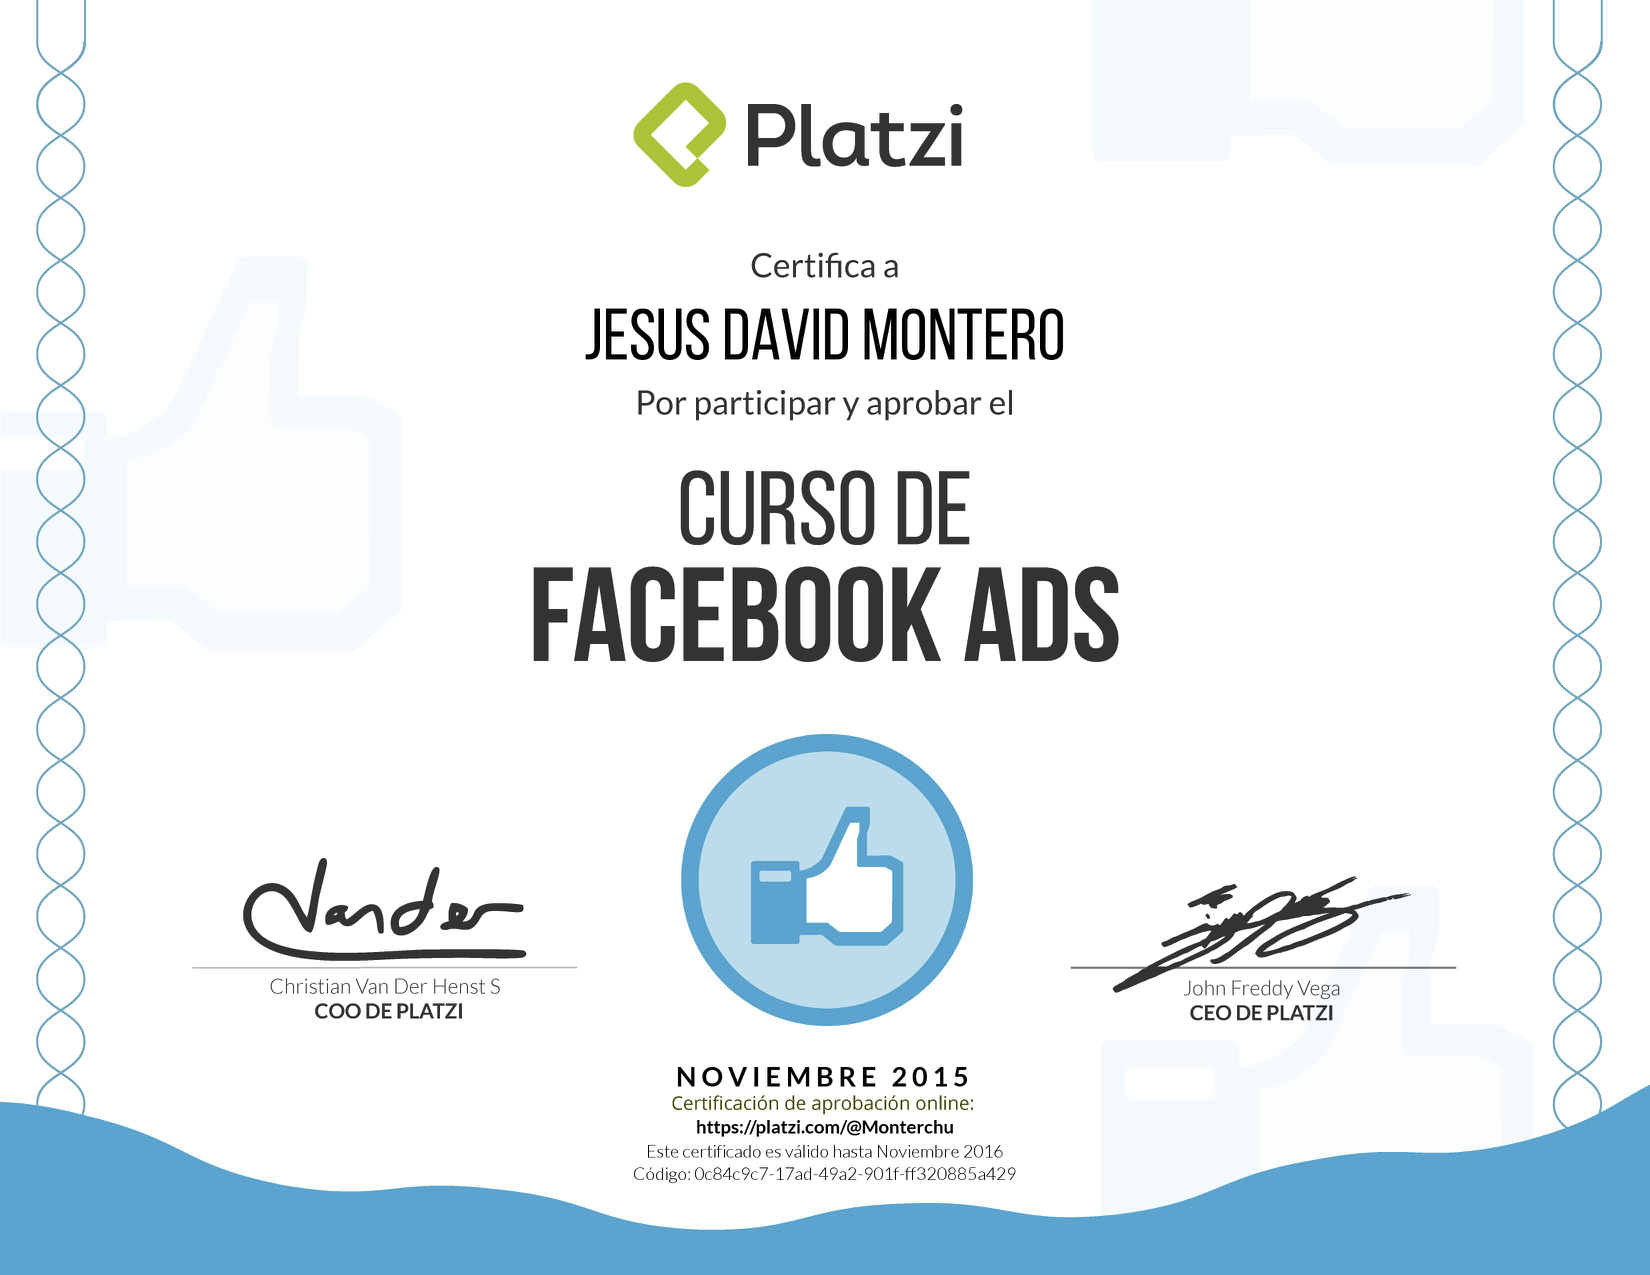 Platzi
Certifica a
JESUS DAVID MONTERO
Por participar y aprobar el
CURSO DE
FACEBOOK ADS
Vander
Christian Van Der Henst S
COO DE PLATZI
John Freddy Vega
CEO DE PLATZI
NOVIEMBRE 2015
Certificación de aprobación online:
https://platzi.com/@Monterchu
Este certificado es válido hasta Noviembre 2016
Código: 0c84c9c7-17ad-49a2-901f-ff320885a429